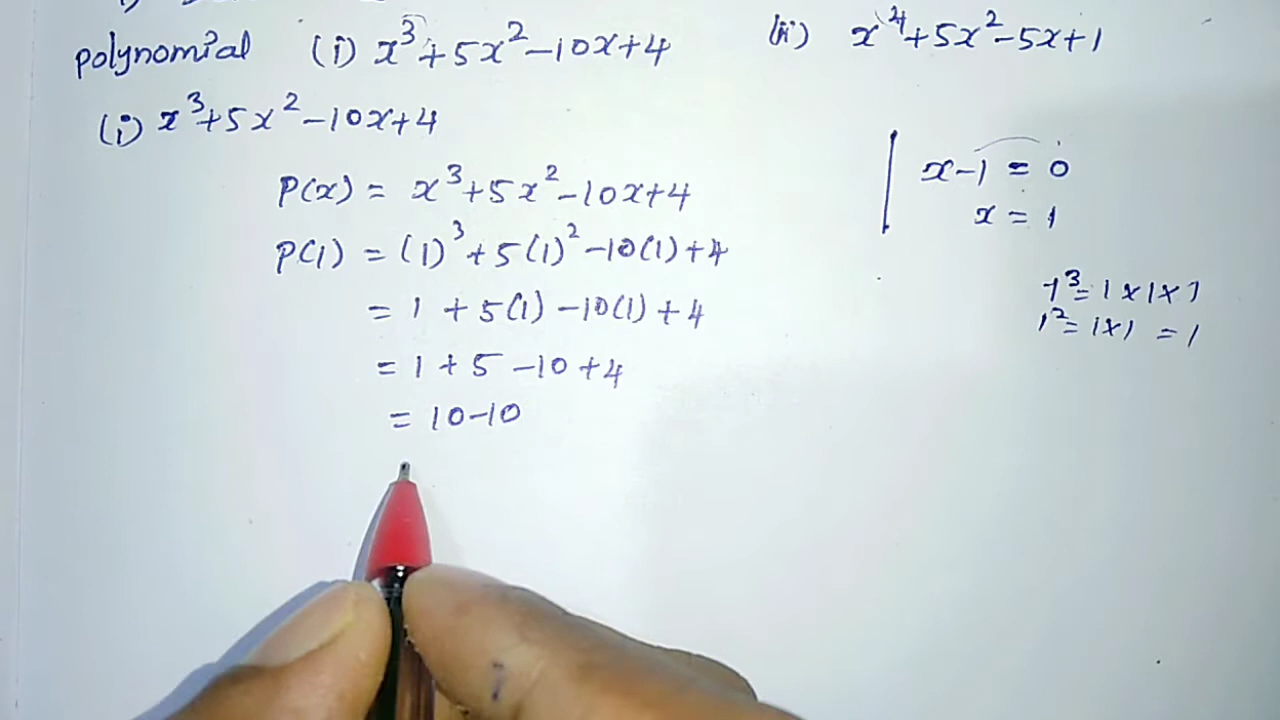 polynomial (i) x³+5x²-10x+4 (ii) x⁴+5x²-5x+1
(i) x³+5x²-10x+4
P(x) = x³+5x²-10x+4
P(1) = (1)³+5(1)²-10(1)+4
= 1+5(1)-10(1)+4
= 1+5-10+4
= 10-10
x-1=0
x=1
1³=1×1×1
1²=1×1=1